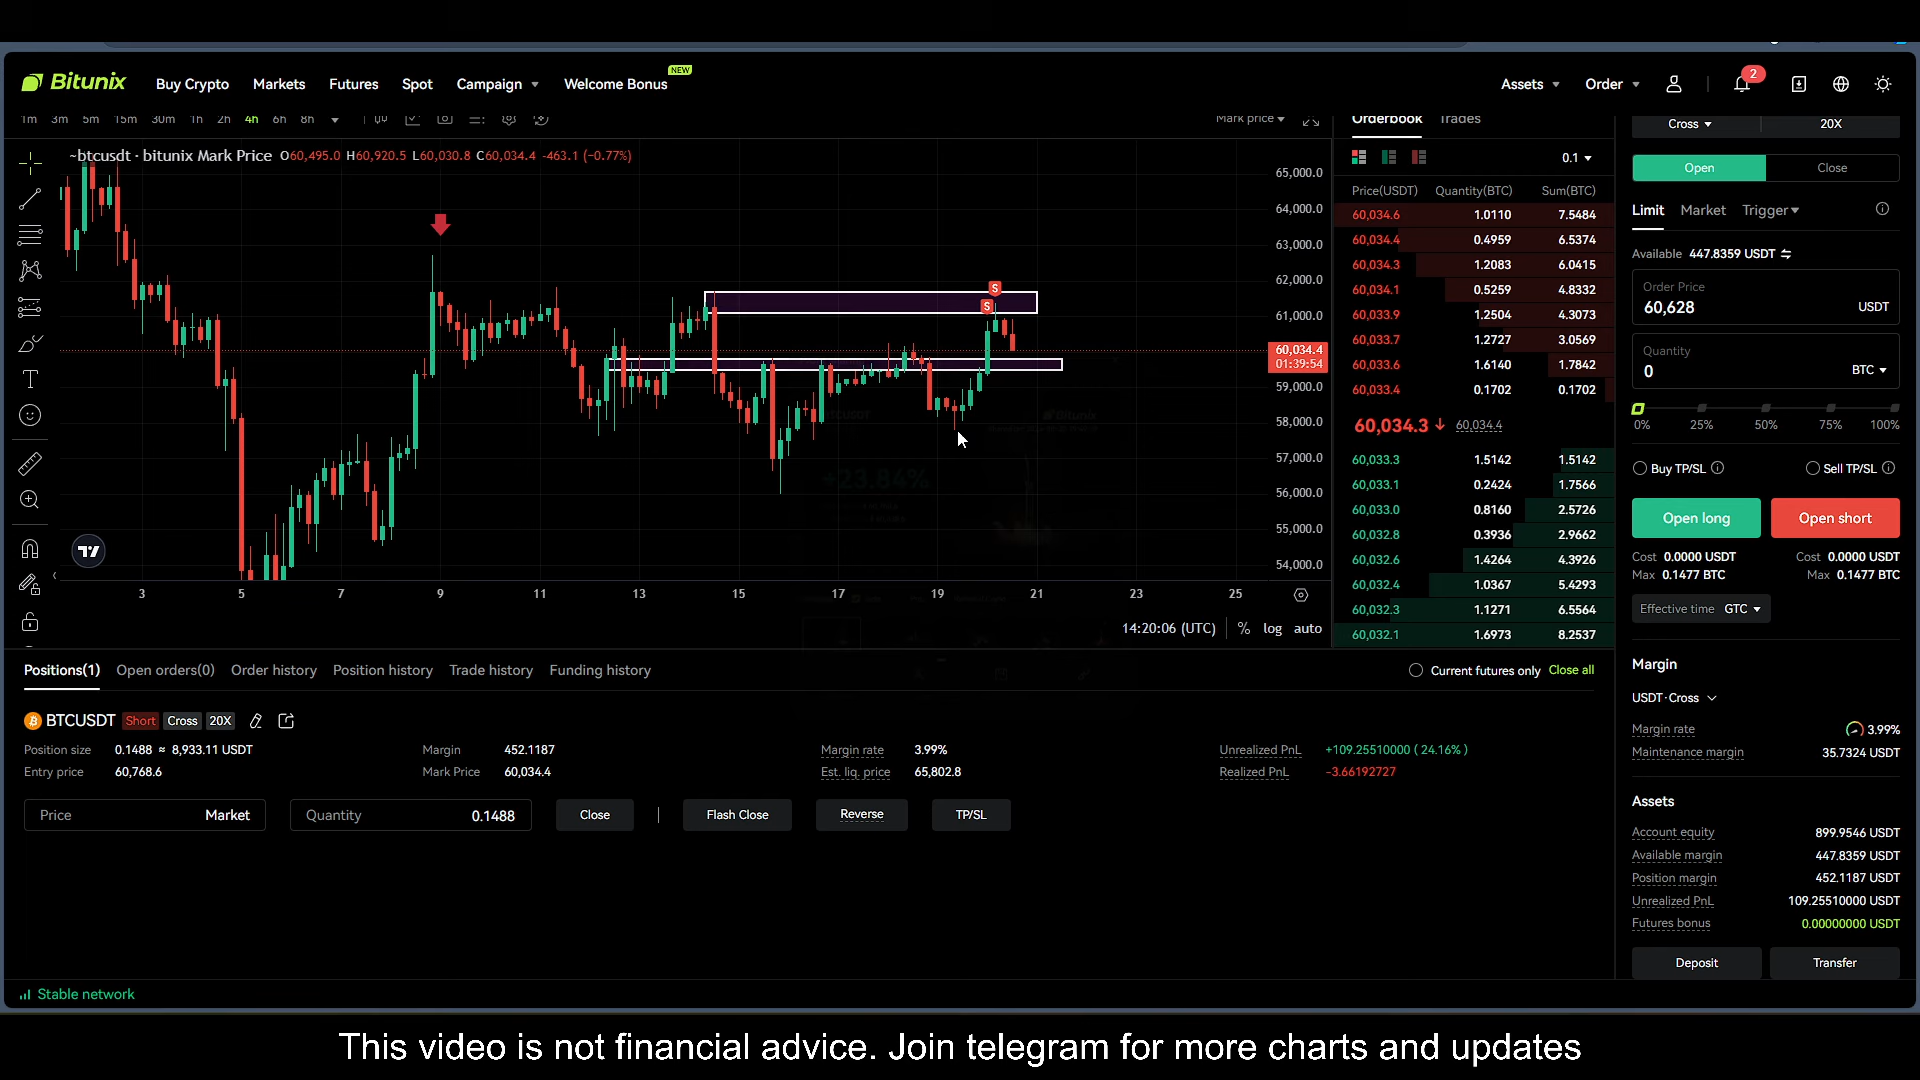 Bitunix
Buy Crypto Markets Futures Spot Campaign Welcome Bonus NEW
Assets Order 2
1m 3m 5m 15m 30m 1h 2h 4h 6h 8h
Mark price
~btcusdt · bitunix Mark Price O60,495.0 H60,920.5 L60,030.8 C60,034.4 -463.1 (-0.77%)
65,000.0
64,000.0
63,000.0
62,000.0
61,000.0
60,034.4
01:39:54
59,000.0
58,000.0
57,000.0
56,000.0
55,000.0
54,000.0
S
S
3 5 7 9 11 13 15 17 19 21 23 25
14:20:06 (UTC) % log auto
Orderbook Trades
0.1
Price(USDT) Quantity(BTC) Sum(BTC)
60,034.6 1.0110 7.5484
60,034.4 0.4959 6.5374
60,034.3 1.2083 6.0415
60,034.1 0.5259 4.8332
60,033.9 1.2504 4.3073
60,033.7 1.2727 3.0569
60,033.6 1.6140 1.7842
60,033.4 0.1702 0.1702
60,034.3 60,034.4
60,033.3 1.5142 1.5142
60,033.1 0.2424 1.7566
60,033.0 0.8160 2.5726
60,032.8 0.3936 2.9662
60,032.6 1.4264 4.3926
60,032.4 1.0367 5.4293
60,032.3 1.1271 6.5564
60,032.1 1.6973 8.2537
Cross 20X
Open Close
Limit Market Trigger
Available 447.8359 USDT
Order Price
60,628 USDT
Quantity
0 BTC
0% 25% 50% 75% 100%
Buy TP/SL Sell TP/SL
Open long Open short
Cost 0.0000 USDT Cost 0.0000 USDT
Max 0.1477 BTC Max 0.1477 BTC
Effective time GTC
Margin
USDT·Cross
Margin rate 3.99%
Maintenance margin 35.7324 USDT
Assets
Account equity 899.9546 USDT
Available margin 447.8359 USDT
Position margin 452.1187 USDT
Unrealized PnL 109.25510000 USDT
Futures bonus 0.00000000 USDT
Deposit Transfer
Positions(1) Open orders(0) Order history Position history Trade history Funding history
Current futures only Close all
BTCUSDT Short Cross 20X
Position size 0.1488 ≈ 8,933.11 USDT Margin 452.1187 Margin rate 3.99% Unrealized PnL +109.25510000 ( 24.16% )
Entry price 60,768.6 Mark Price 60,034.4 Est. liq. price 65,802.8 Realized PnL -3.66192727
Price Market Quantity 0.1488 Close Flash Close Reverse TP/SL
Stable network
This video is not financial advice. Join telegram for more charts and updates